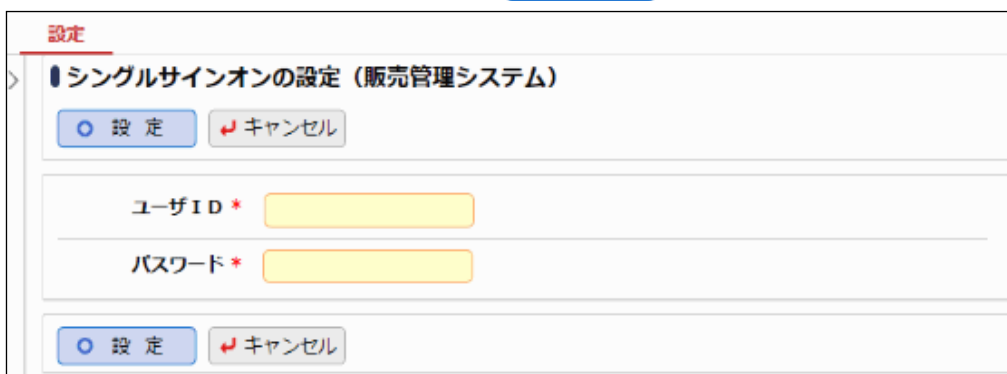 設定
シングルサインオンの設定（販売管理システム）
設 定 キャンセル
ユーザＩＤ *
パスワード *
設 定 キャンセル